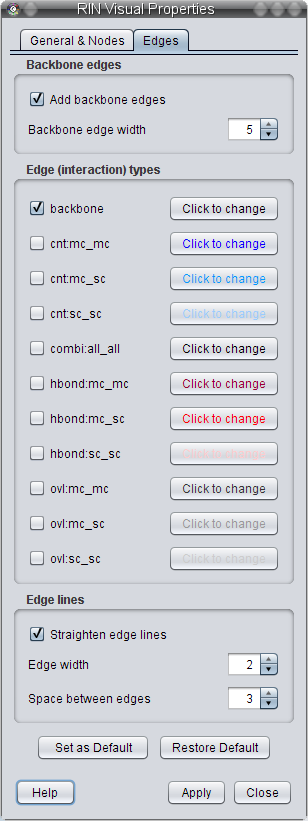 RIN Visual Properties
General & Nodes Edges
Backbone edges
Add backbone edges
Backbone edge width 5
Edge (interaction) types
backbone Click to change
cnt:mc_mc Click to change
cnt:mc_sc Click to change
cnt:sc_sc Click to change
combi:all_all Click to change
hbond:mc_mc Click to change
hbond:mc_sc Click to change
hbond:sc_sc Click to change
ovl:mc_mc Click to change
ovl:mc_sc Click to change
ovl:sc_sc Click to change
Edge lines
Straighten edge lines
Edge width 2
Space between edges 3
Set as Default Restore Default
Help Apply Close